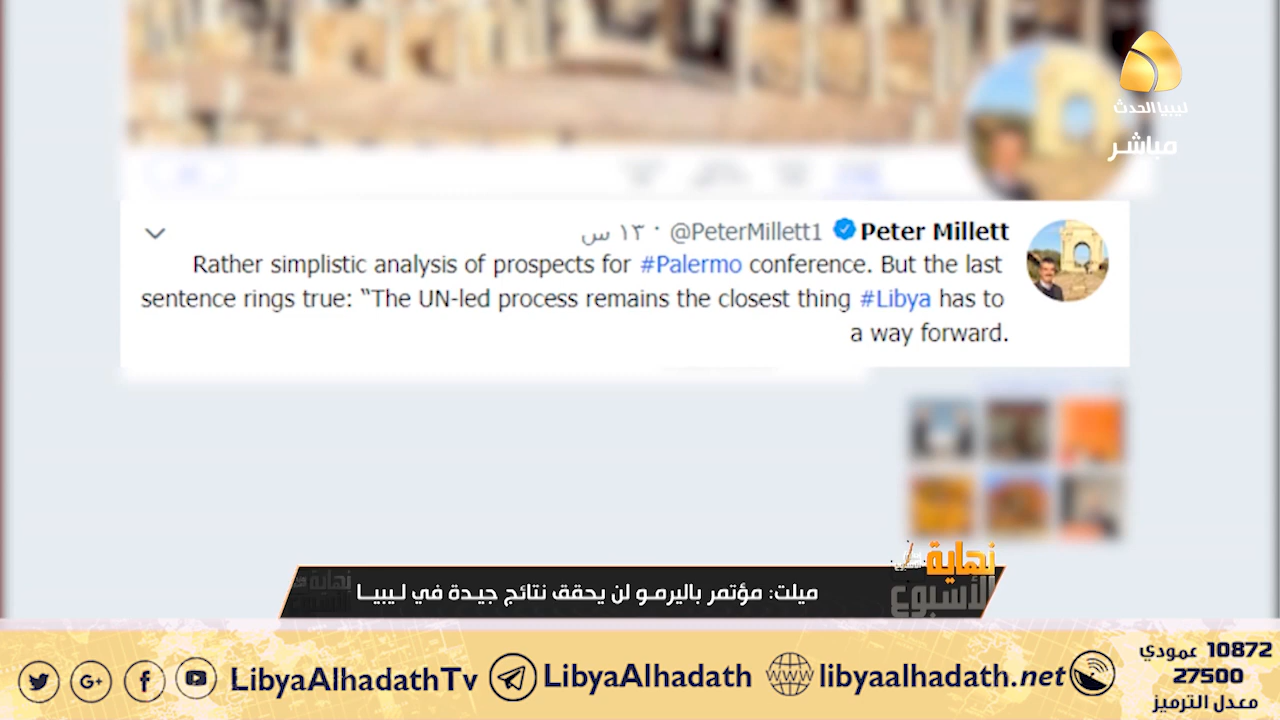 ليبيا الحدث
مباشر
Peter Millett @PeterMillett1 · ١٣ س
Rather simplistic analysis of prospects for #Palermo conference. But the last
sentence rings true: “The UN-led process remains the closest thing #Libya has to
a way forward.
نهاية
الأسبوع
ميلت: مؤتمر باليرمو لن يحقق نتائج جيدة في ليبيا
LibyaAlhadathTv
LibyaAlhadath
libyaalhadath.net
10872 عمودي
27500
معدل الترميز